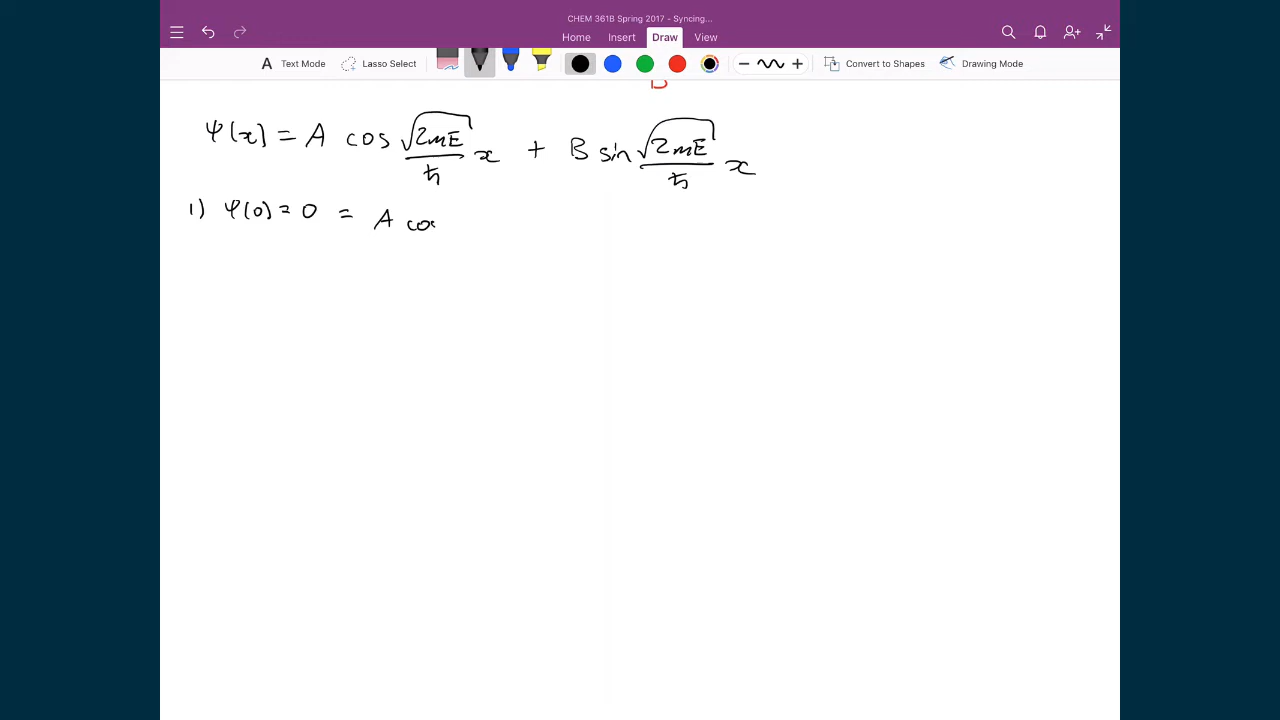 CHEM 361B Spring 2017 - Syncing...
Home Insert Draw View
A Text Mode Lasso Select Convert to Shapes Drawing Mode
B
Ψ(x) = A cos √2mE/ħ x + B sin √2mE/ħ x
1) Ψ(0) = 0 = A cos